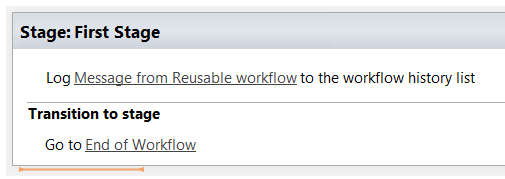 Stage: First Stage
Log Message from Reusable workflow to the workflow history list
Transition to stage
Go to End of Workflow